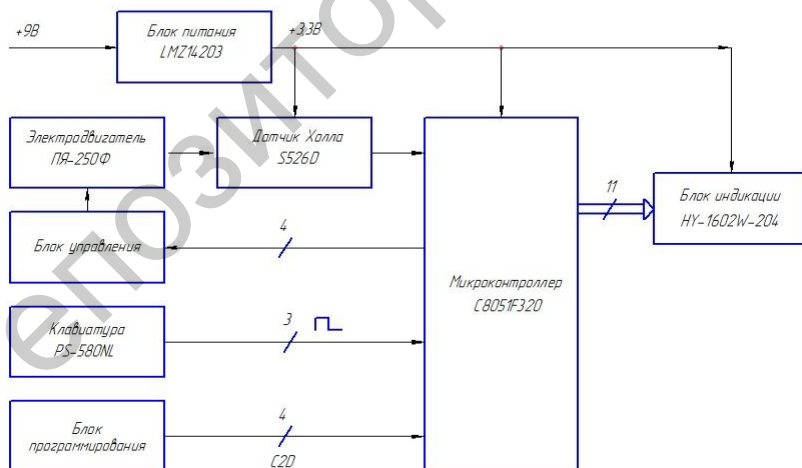 +9В
Блок питания
LMZ14203
+3,3В
Электродвигатель
ПЯ-250Ф
Датчик Холла
S526D
11
Блок индикации
HY-1602W-204
Блок управления
4
Микроконтроллер
C8051F320
Клавиатура
PS-580NL
3
Блок
программирования
4
C2D
епозитор